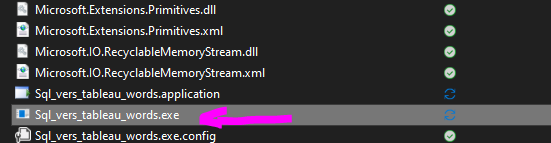 Microsoft.Extensions.Primitives.dll
Microsoft.Extensions.Primitives.xml
Microsoft.IO.RecyclableMemoryStream.dll
Microsoft.IO.RecyclableMemoryStream.xml
Sql_vers_tableau_words.application
Sql_vers_tableau_words.exe
Sql_vers_tableau_words.exe.config